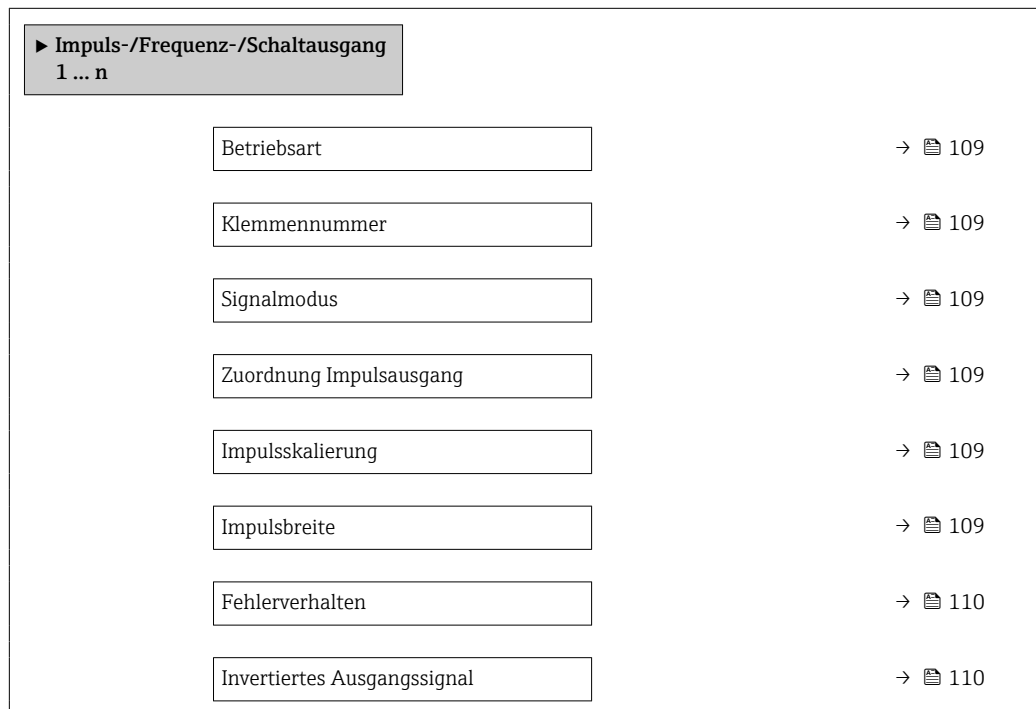 ► Impuls-/Frequenz-/Schaltausgang
1 ... n
Betriebsart → 109
Klemmennummer → 109
Signalmodus → 109
Zuordnung Impulsausgang → 109
Impulsskalierung → 109
Impulsbreite → 109
Fehlerverhalten → 110
Invertiertes Ausgangssignal → 110